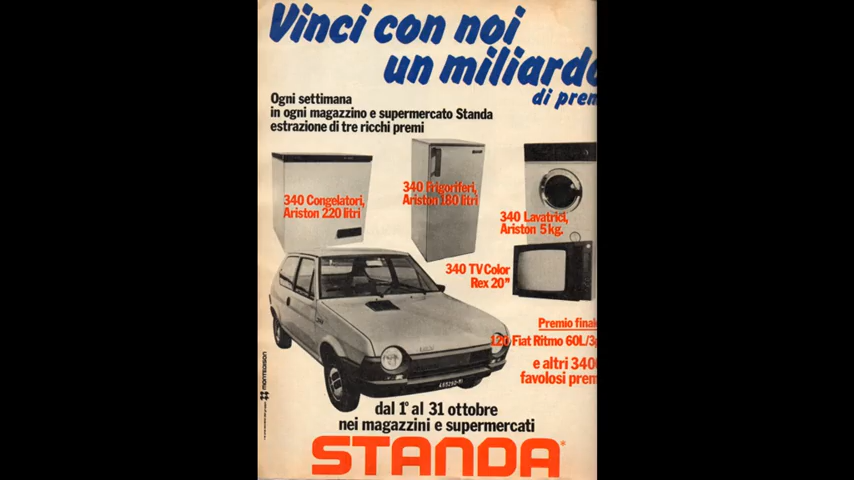 Vinci con noi
un miliardo
di prem
Ogni settimana
in ogni magazzino e supermercato Standa
estrazione di tre ricchi premi
340 Congelatori,
Ariston 220 litri
340 Frigoriferi,
Ariston 180 litri
340 Lavatrici,
Ariston 5 kg.
340 TV Color
Rex 20"
Premio finale
120 Fiat Ritmo 60L/3p
e altri 340
favolosi prem
dal 1° al 31 ottobre
nei magazzini e supermercati
STANDA*
MONTEDISON